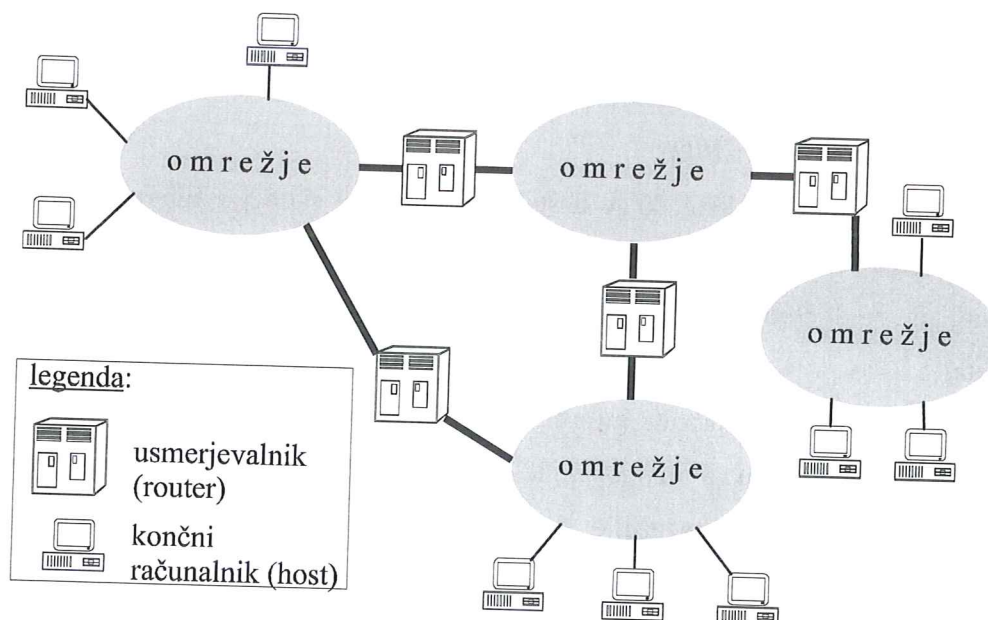 omrežje
omrežje
omrežje
omrežje
legenda:
usmerjevalnik
(router)
končni
računalnik (host)